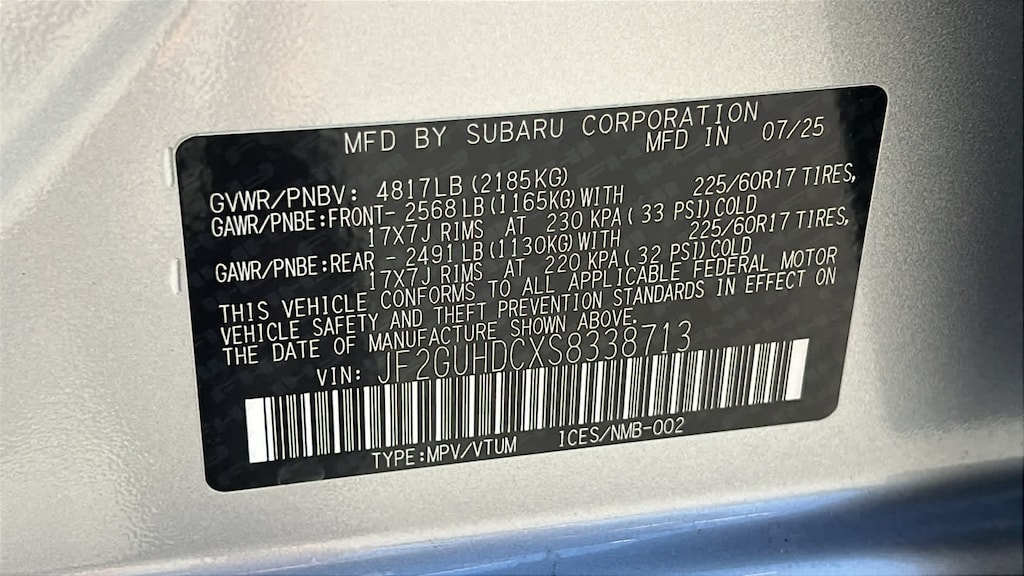 MFD BY SUBARU CORPORATION
MFD IN 07/25
GVWR/PNBV: 4817LB (2185KG)
GAWR/PNBE:FRONT- 2568 LB (1165KG) WITH 225/60R17 TIRES,
17X7J RIMS AT 230 KPA ( 33 PSI) COLD
GAWR/PNBE:REAR - 2491 LB (1130KG) WITH 225/60R17 TIRES,
17X7J RIMS AT 220 KPA ( 32 PSI) COLD
THIS VEHICLE CONFORMS TO ALL APPLICABLE FEDERAL MOTOR
VEHICLE SAFETY AND THEFT PREVENTION STANDARDS IN EFFECT ON
THE DATE OF MANUFACTURE SHOWN ABOVE.
VIN: JF2GUHDCXS8338713
TYPE:MPV/VTUM ICES/NMB-002